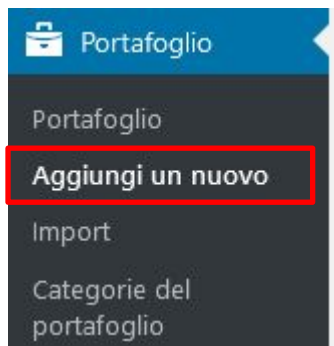 Portafoglio
Portafoglio
Aggiungi un nuovo
Import
Categorie del
portafoglio